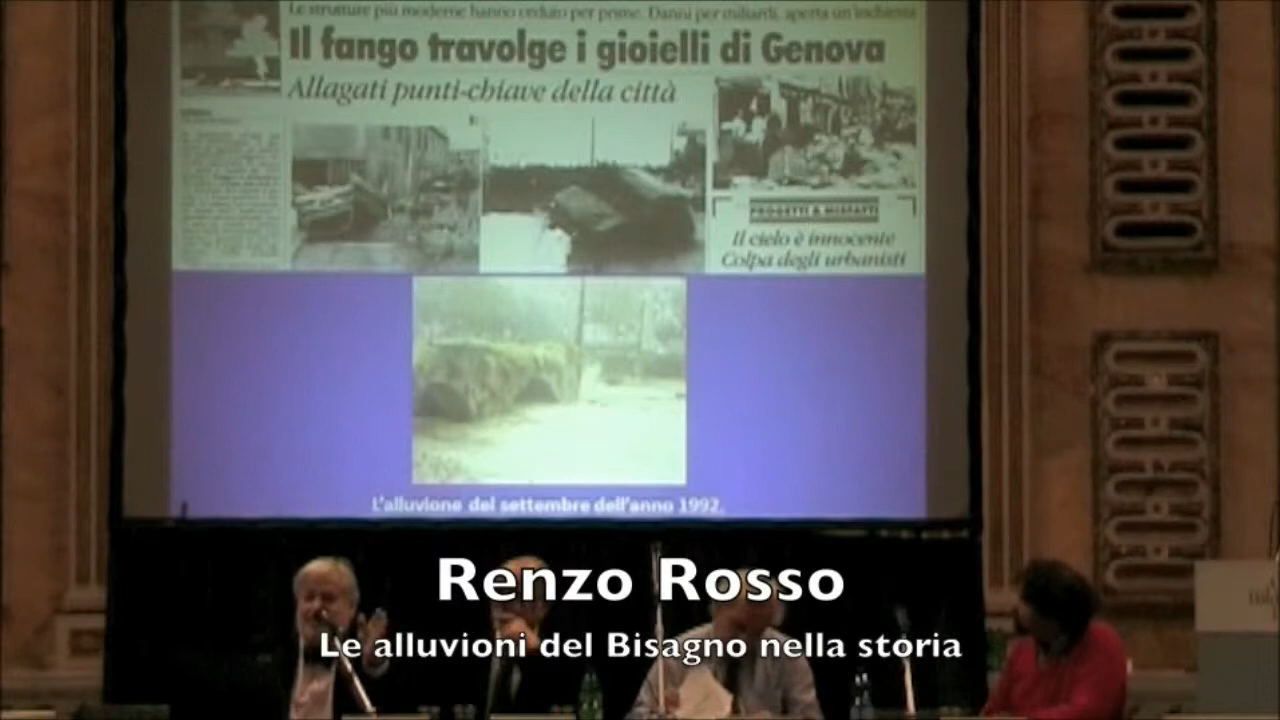 Le strutture più moderne hanno ceduto per prime. Danni per miliardi, aperta un'inchiesta
Il fango travolge i gioielli di Genova
Allagati punti-chiave della città
PROGETTI & MISFATTI
Il cielo è innocente
Colpa degli urbanisti
L'alluvione del settembre dell'anno 1992.
Renzo Rosso
Le alluvioni del Bisagno nella storia